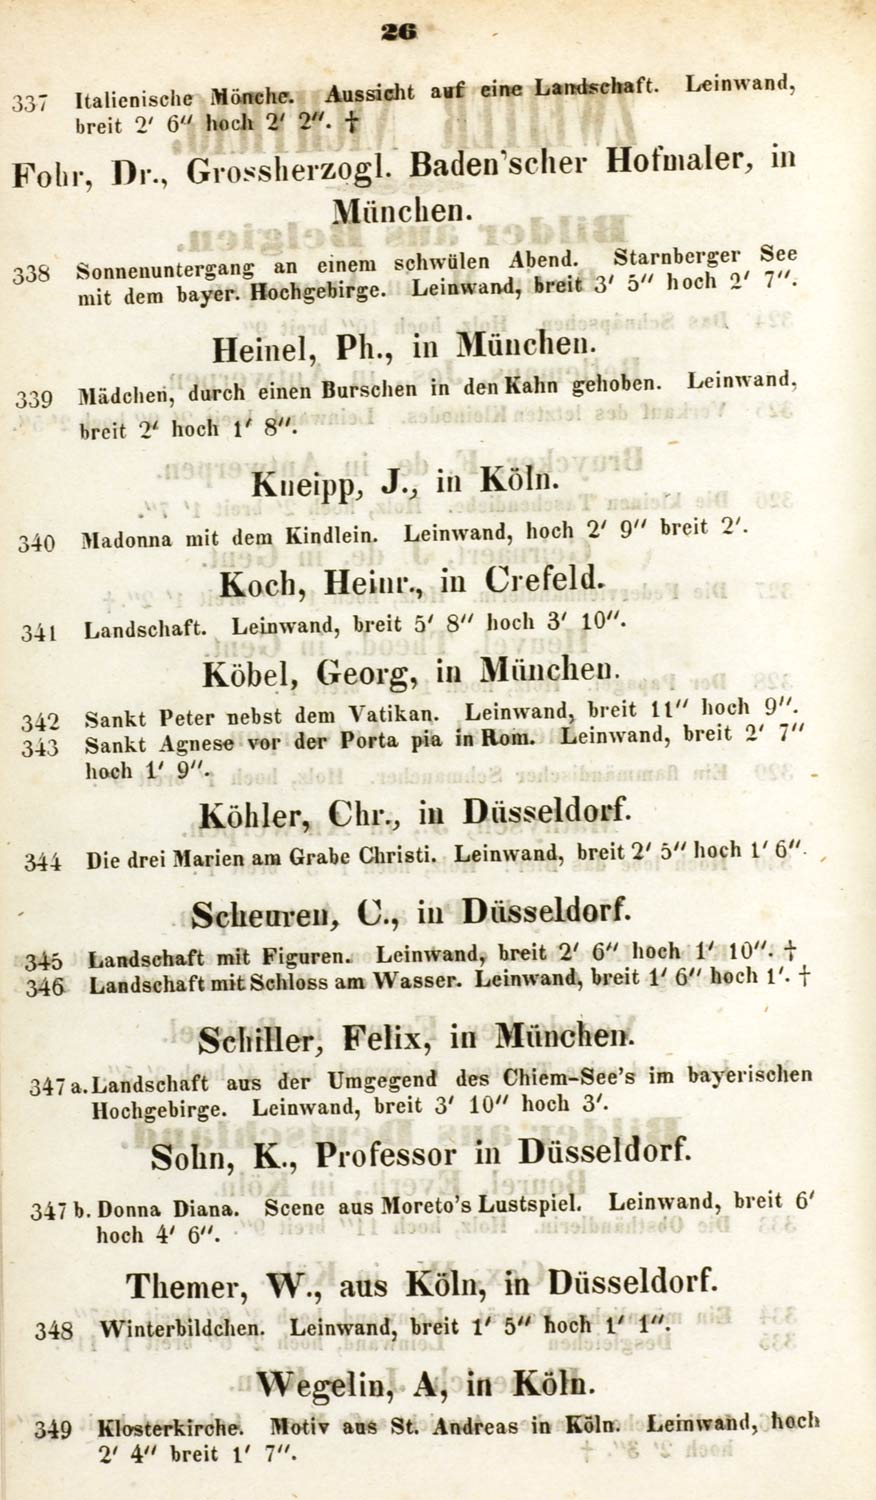 26
337 Italienische Mönche. Aussicht auf eine Landschaft. Leinwand,
breit 2′ 6″ hoch 2′ 2″. †
Fohr, Dr., Grossherzogl. Baden'scher Hofmaler, in
München.
338 Sonnenuntergang an einem schwülen Abend. Starnberger See
mit dem bayer. Hochgebirge. Leinwand, breit 3′ 5″ hoch 2′ 7″.
Heinel, Ph., in München.
339 Mädchen, durch einen Burschen in den Kahn gehoben. Leinwand,
breit 2′ hoch 1′ 8″.
Kneipp, J., in Köln.
340 Madonna mit dem Kindlein. Leinwand, hoch 2′ 9″ breit 2′.
Koch, Heinr., in Crefeld.
341 Landschaft. Leinwand, breit 5′ 8″ hoch 3′ 10″.
Köbel, Georg, in München.
342 Sankt Peter nebst dem Vatikan. Leinwand, breit 11″ hoch 9″.
343 Sankt Agnese vor der Porta pia in Rom. Leinwand, breit 2′ 7″
hoch 1′ 9″.
Köhler, Chr., in Düsseldorf.
344 Die drei Marien am Grabe Christi. Leinwand, breit 2′ 5″ hoch 1′ 6″.
Scheuren, C., in Düsseldorf.
345 Landschaft mit Figuren. Leinwand, breit 2′ 6″ hoch 1′ 10″. †
346 Landschaft mit Schloss am Wasser. Leinwand, breit 1′ 6″ hoch 1′. †
Schiller, Felix, in München.
347 a. Landschaft aus der Umgegend des Chiem-See's im bayerischen
Hochgebirge. Leinwand, breit 3′ 10″ hoch 3′.
Sohn, K., Professor in Düsseldorf.
347 b. Donna Diana. Scene aus Moreto's Lustspiel. Leinwand, breit 6′
hoch 4′ 6″.
Themer, W., aus Köln, in Düsseldorf.
348 Winterbildchen. Leinwand, breit 1′ 5″ hoch 1′ 1″.
Wegelin, A, in Köln.
349 Klosterkirche. Motiv aus St. Andreas in Köln. Leinwand, hoch
2′ 4″ breit 1′ 7″.